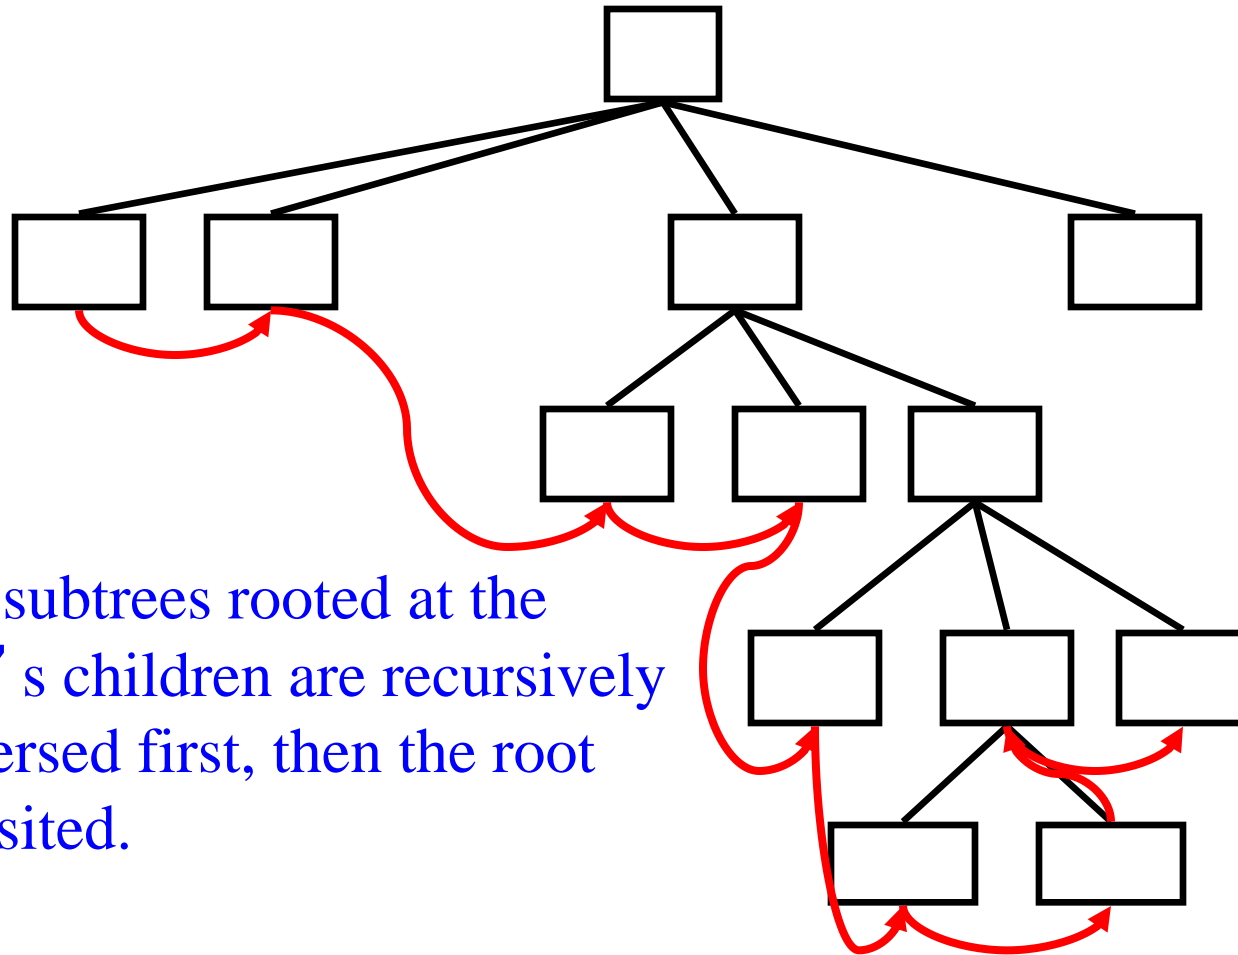 subtrees rooted at the
’s children are recursively
ersed first, then the root
sited.